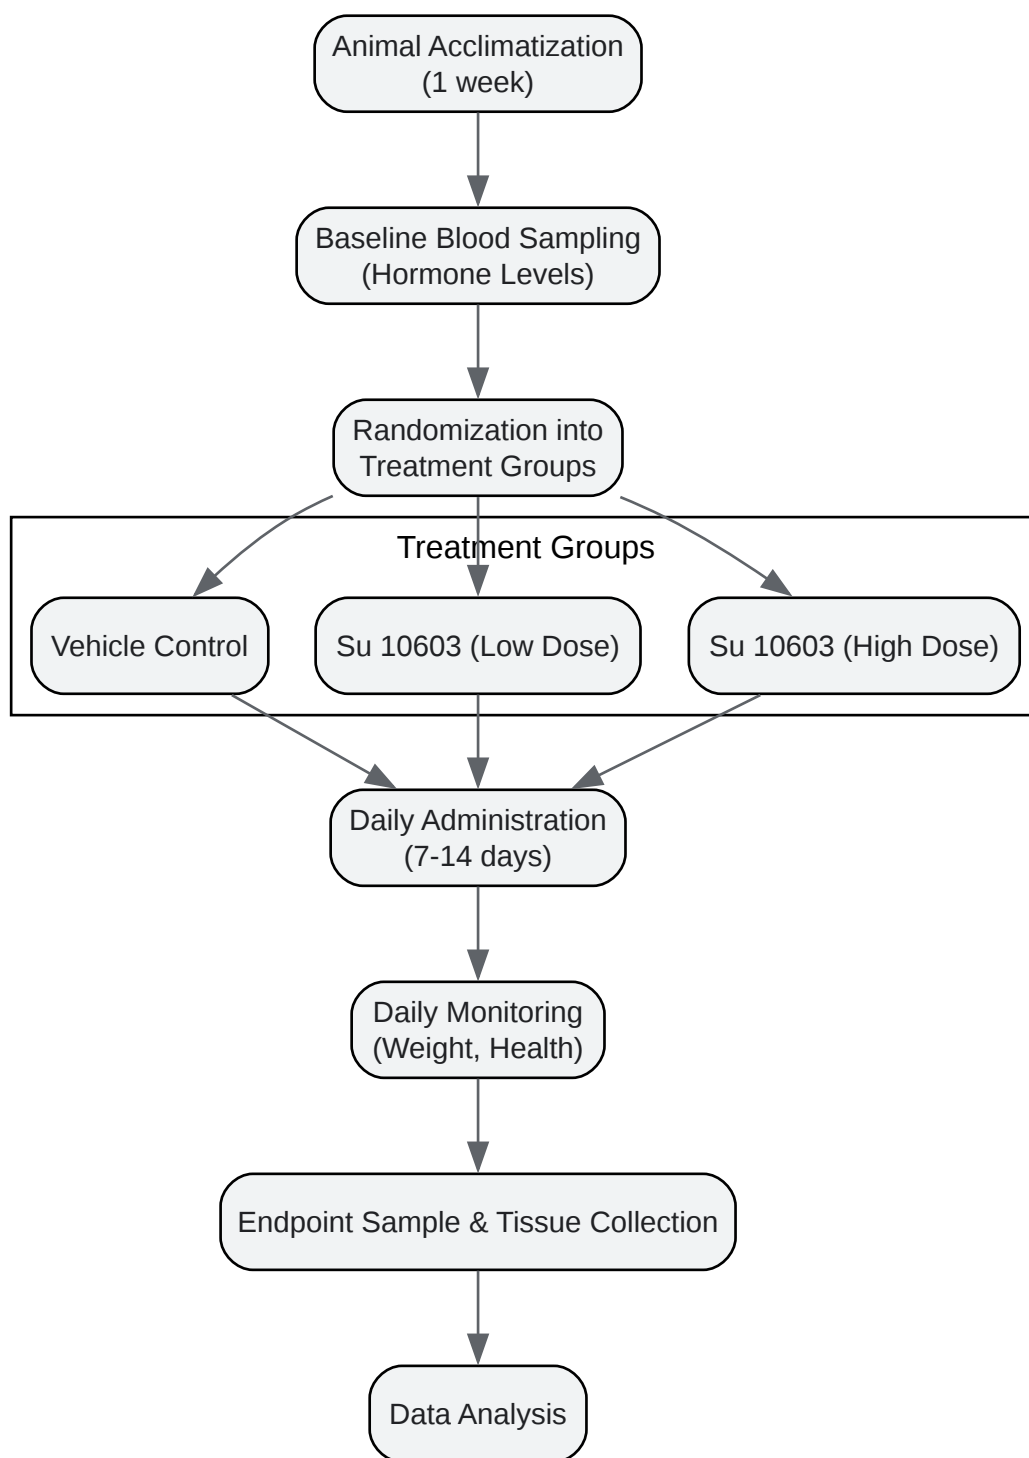 Animal Acclimatization
(1 week)
Baseline Blood Sampling
(Hormone Levels)
Randomization into
Treatment Groups
Treatment Groups
Vehicle Control
Su 10603 (Low Dose)
Su 10603 (High Dose)
Daily Administration
(7-14 days)
Daily Monitoring
(Weight, Health)
Endpoint Sample & Tissue Collection
Data Analysis